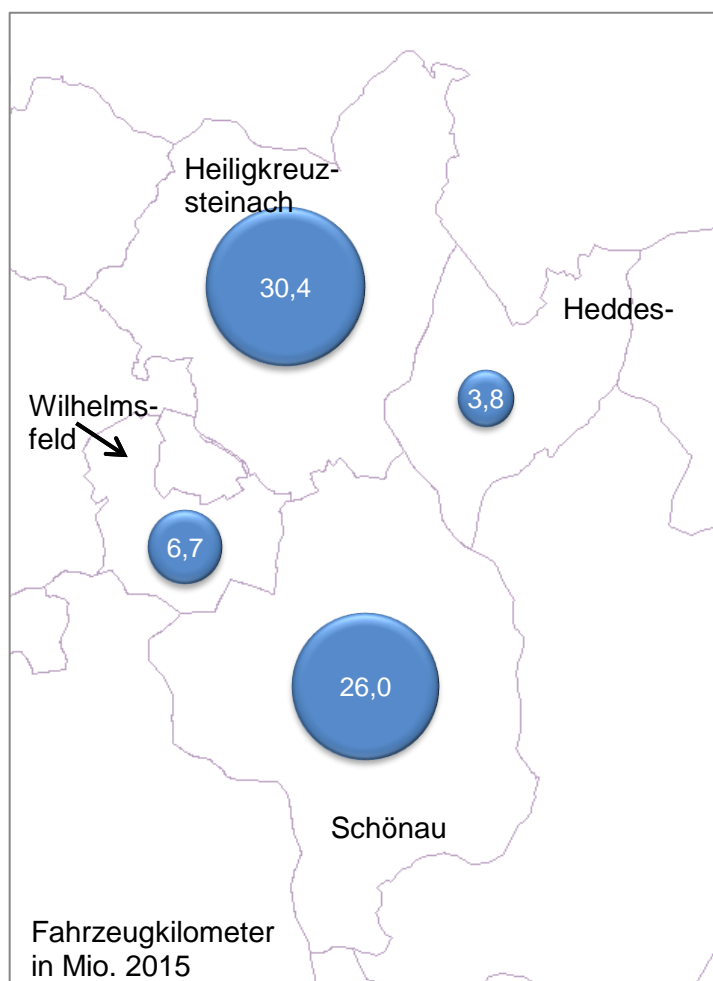 Heiligkreuz-
steinach
30,4
Heddes-
3,8
Wilhelms-
feld
6,7
26,0
Schönau
Fahrzeugkilometer
in Mio. 2015